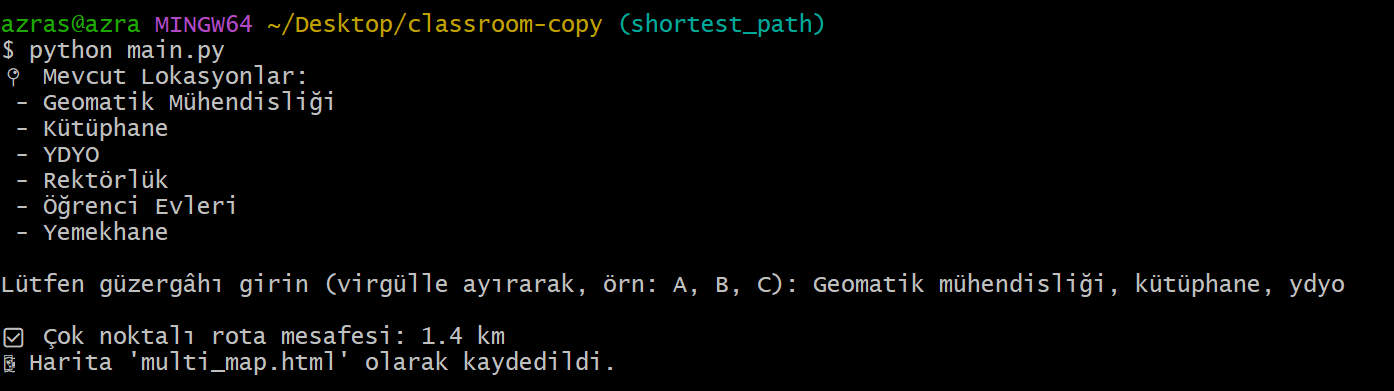 azras@azra MINGW64 ~/Desktop/classroom-copy (shortest_path)
$ python main.py
📍 Mevcut Lokasyonlar:
- Geomatik Mühendisliği
- Kütüphane
- YDYO
- Rektörlük
- Öğrenci Evleri
- Yemekhane
Lütfen güzergâhı girin (virgülle ayırarak, örn: A, B, C): Geomatik mühendisliği, kütüphane, ydyo
☑ Çok noktalı rota mesafesi: 1.4 km
Harita 'multi_map.html' olarak kaydedildi.